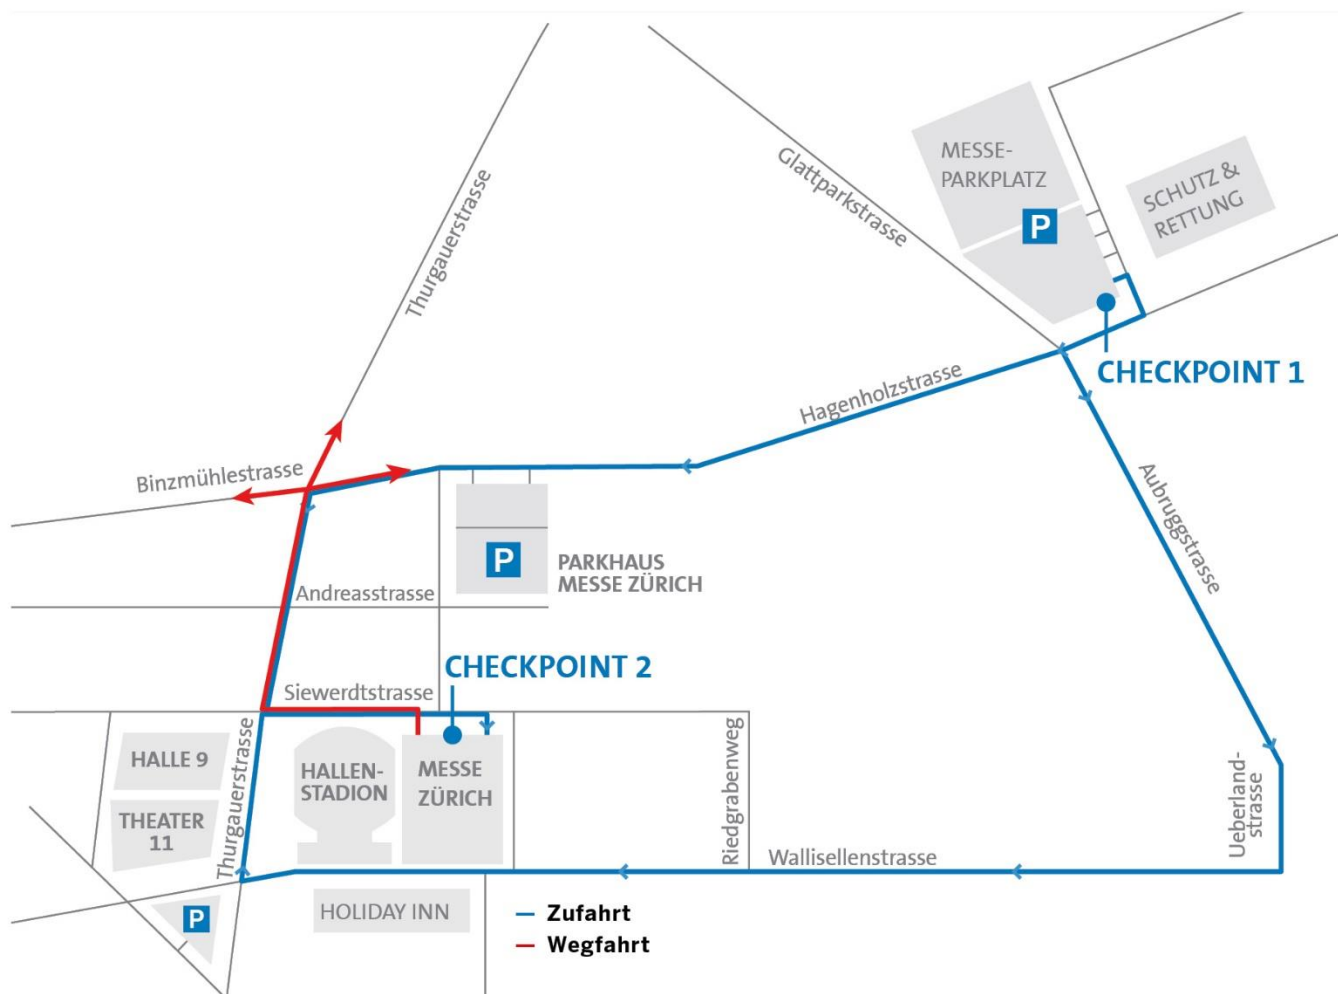 MESSE-
PARKPLATZ
P
SCHUTZ &
RETTUNG
Glattparkstrasse
Thurgauerstrasse
CHECKPOINT 1
Hagenholzstrasse
Binzmühlestrasse
Aubruggstrasse
P
PARKHAUS
MESSE ZÜRICH
Andreasstrasse
CHECKPOINT 2
Siewerdtstrasse
HALLE 9
THEATER
11
Thurgauerstrasse
HALLEN-
STADION
MESSE
ZÜRICH
Riedgrabenweg
Ueberland-
strasse
Wallisellenstrasse
P
HOLIDAY INN
Zufahrt
Wegfahrt